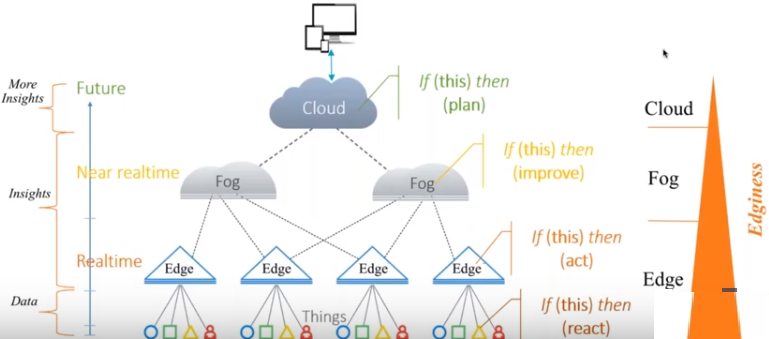 More
Insights
Future
Cloud
If (this) then
(plan)
Cloud
Near realtime
Fog
Fog
If (this) then
(improve)
Fog
Insights
Edginess
Realtime
Edge
Edge
Edge
Edge
If (this) then
(act)
Edge
Data
Things
If (this) then
(react)